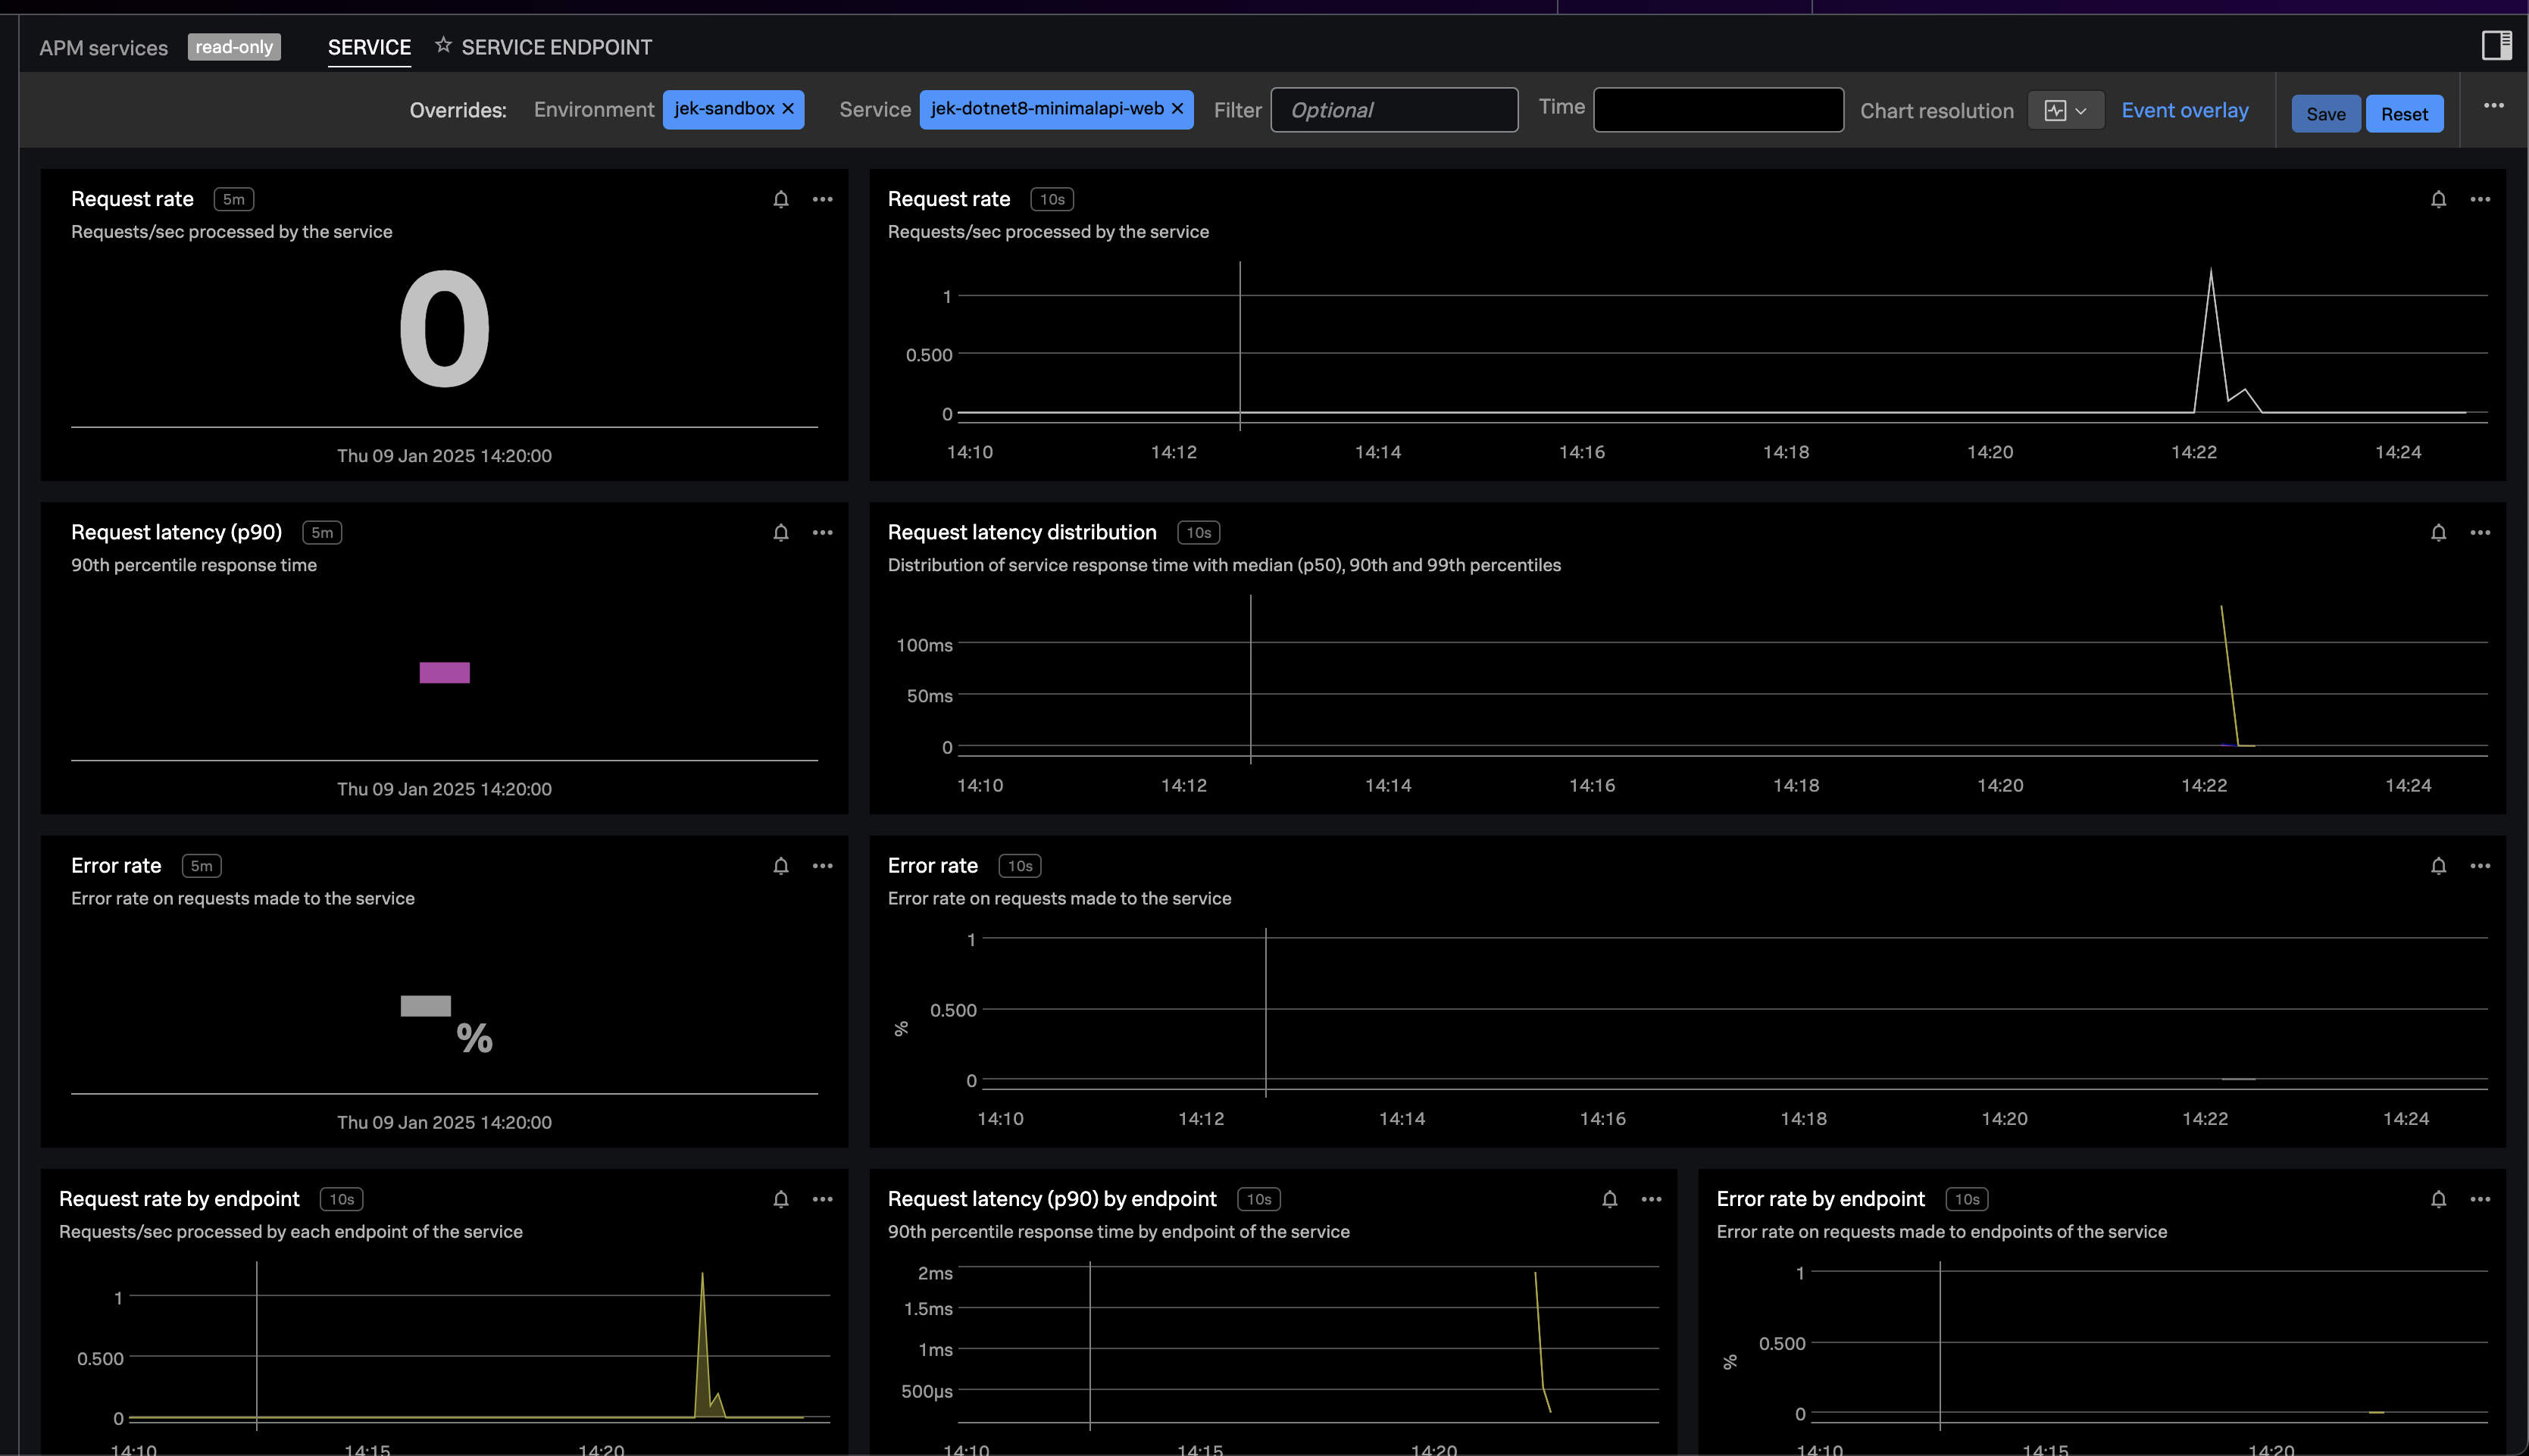 APM services read-only SERVICE ☆ SERVICE ENDPOINT
Overrides: Environment jek-sandbox × Service jek-dotnet8-minimalapi-web × Filter Optional Time Chart resolution Event overlay Save Reset
Request rate 5m
Requests/sec processed by the service
0
Thu 09 Jan 2025 14:20:00
Request rate 10s
Requests/sec processed by the service
1
0.500
0
14:10 14:12 14:14 14:16 14:18 14:20 14:22 14:24
Request latency (p90) 5m
90th percentile response time
Thu 09 Jan 2025 14:20:00
Request latency distribution 10s
Distribution of service response time with median (p50), 90th and 99th percentiles
100ms
50ms
0
14:10 14:12 14:14 14:16 14:18 14:20 14:22 14:24
Error rate 5m
Error rate on requests made to the service
%
Thu 09 Jan 2025 14:20:00
Error rate 10s
Error rate on requests made to the service
1
0.500
%
0
14:10 14:12 14:14 14:16 14:18 14:20 14:22 14:24
Request rate by endpoint 10s
Requests/sec processed by each endpoint of the service
1
0.500
0
14:10 14:15 14:20
Request latency (p90) by endpoint 10s
90th percentile response time by endpoint of the service
2ms
1.5ms
1ms
500µs
14:10 14:15 14:20
Error rate by endpoint 10s
Error rate on requests made to endpoints of the service
1
0.500
%
0
14:10 14:15 14:20